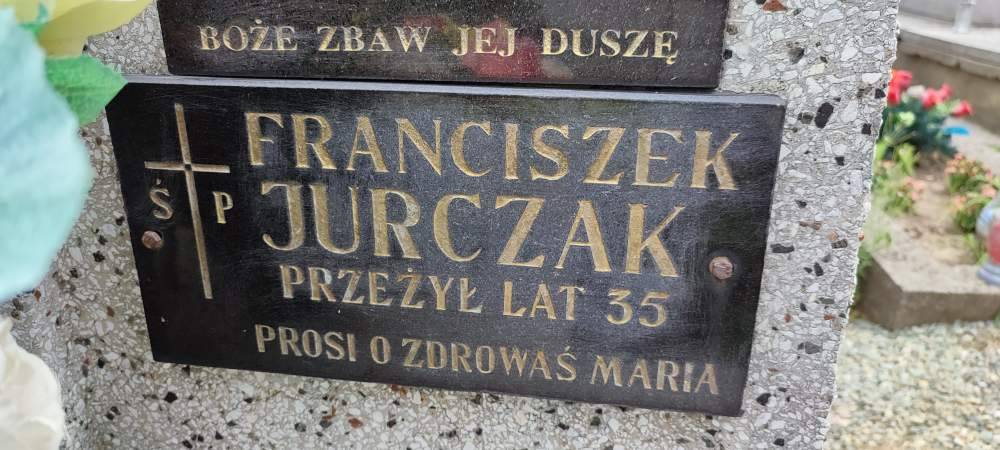 BOŻE ZBAW JEJ DUSZĘ
Ś P
FRANCISZEK
JURCZAK
PRZEŻYŁ LAT 35
PROSI O ZDROWAŚ MARIA